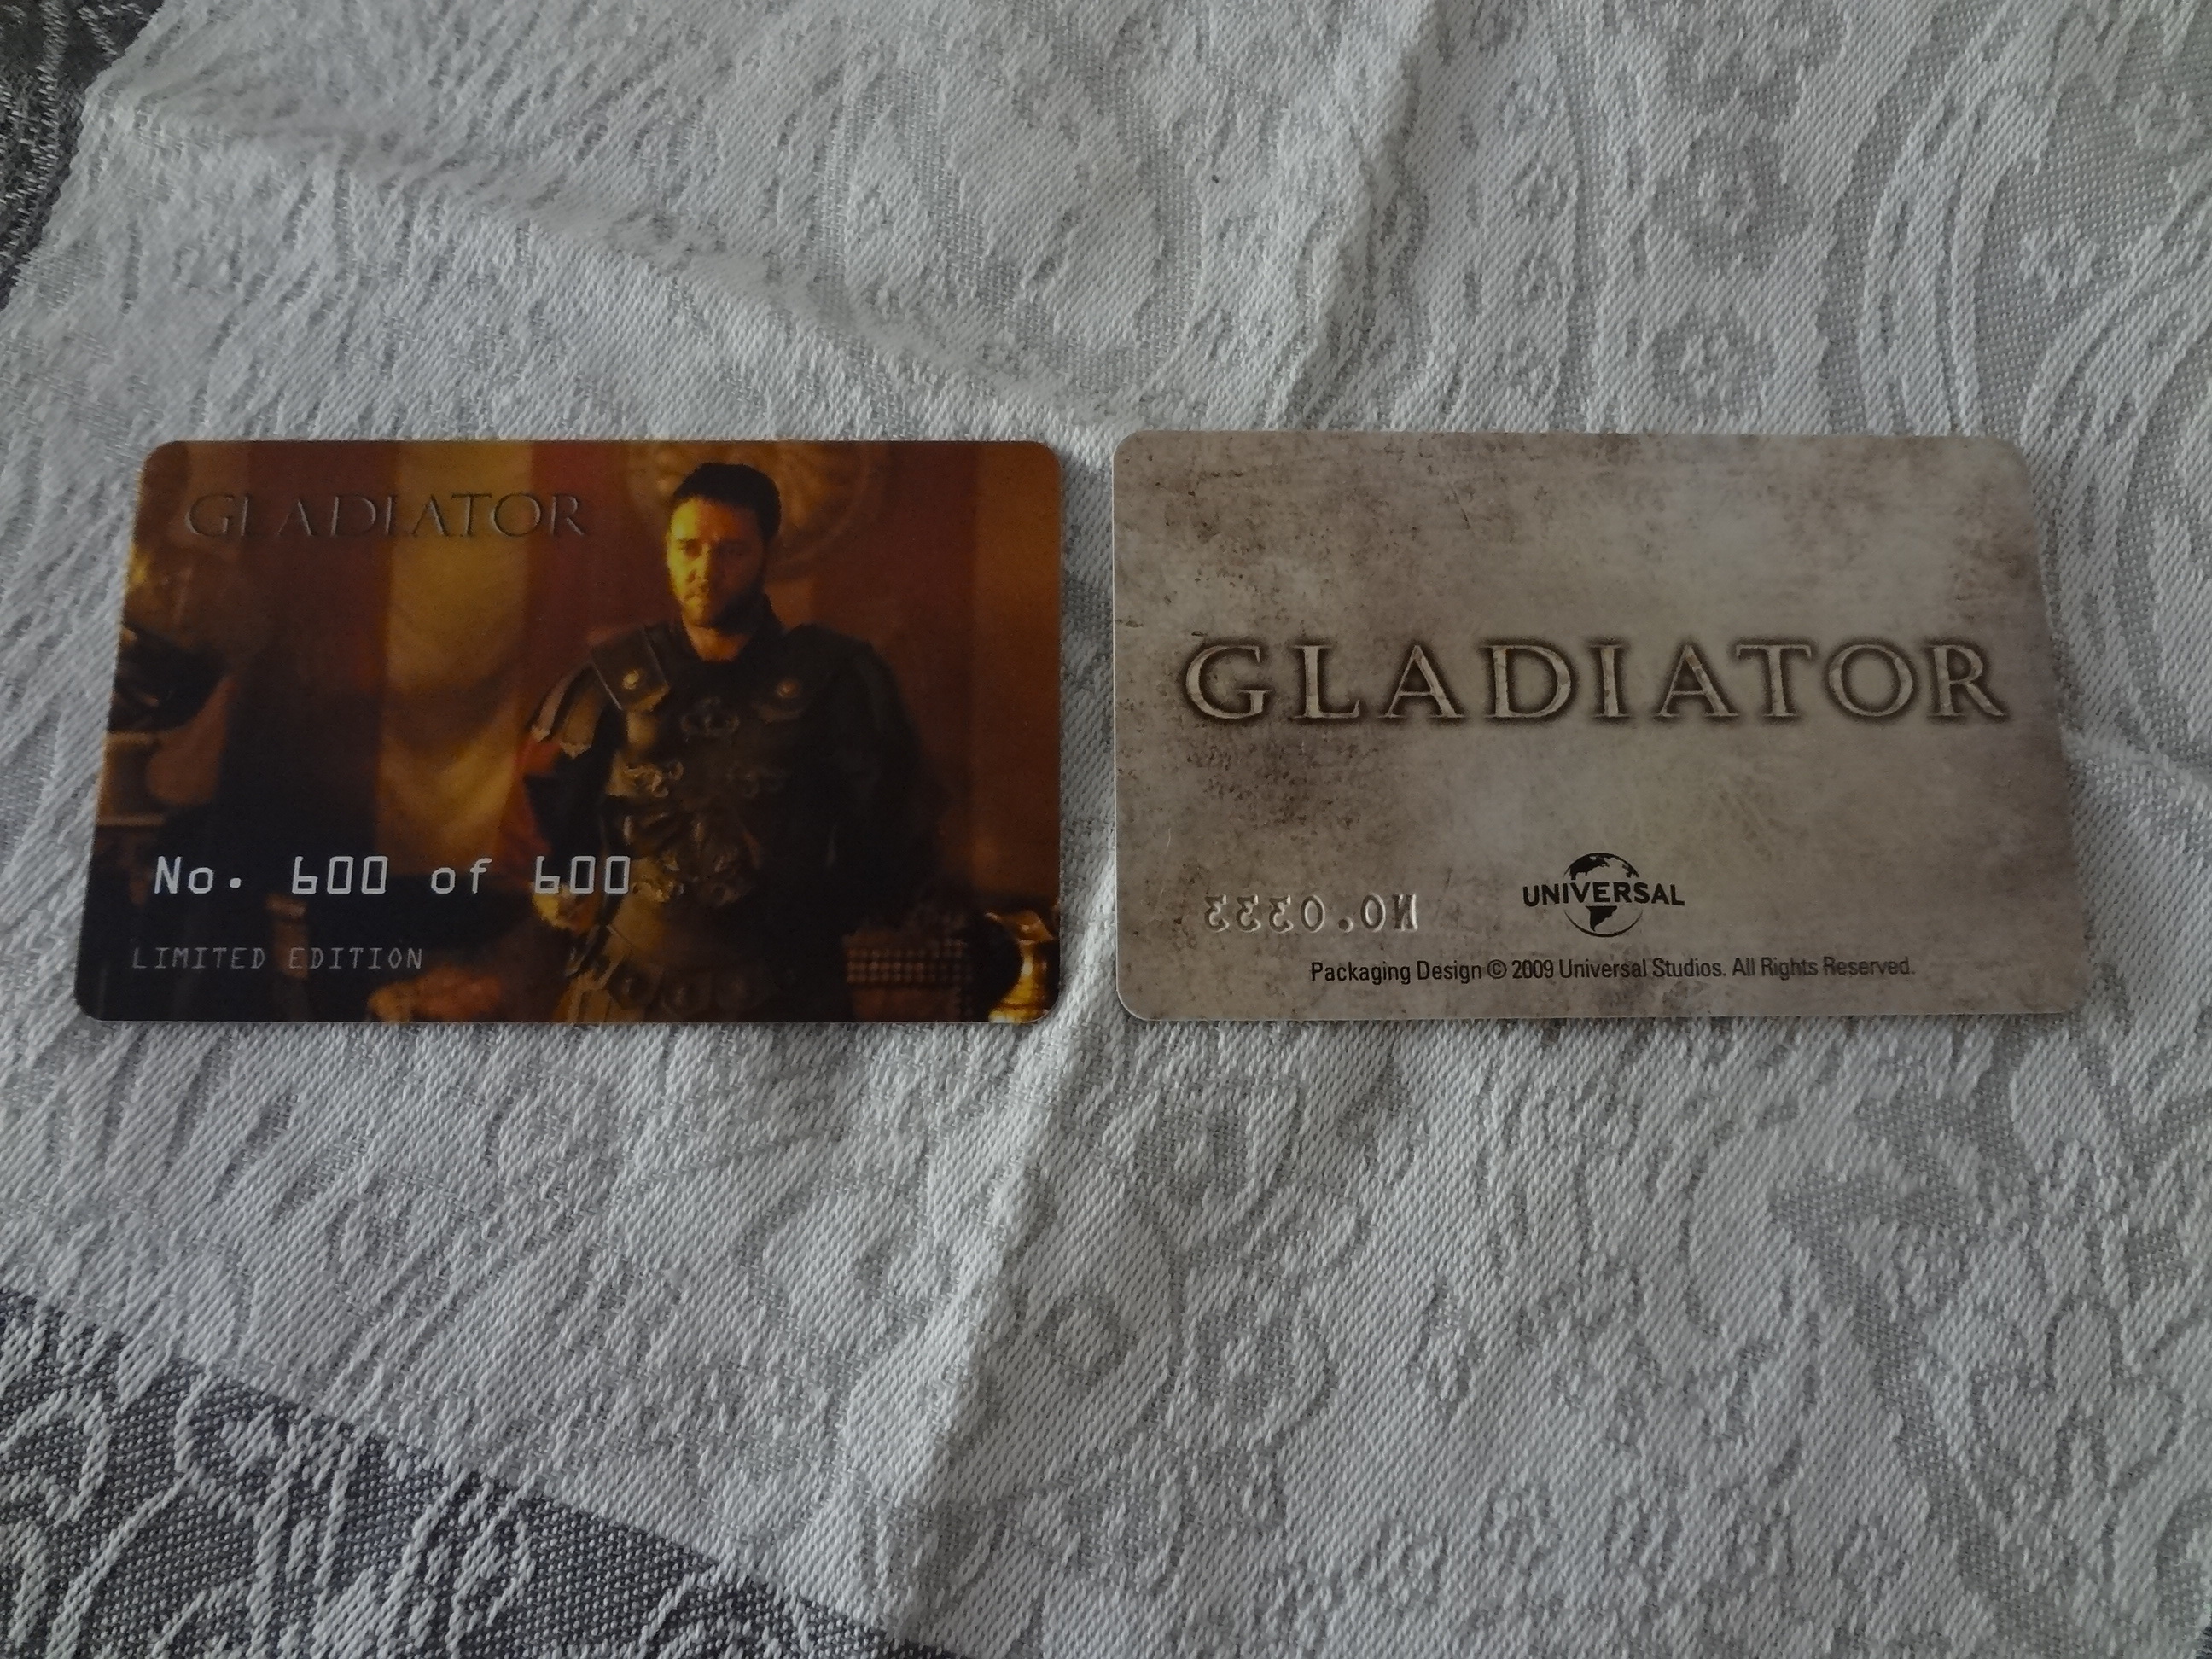 GLADIATOR
No. 600 of 600
LIMITED EDITION
GLADIATOR
NO.0333
UNIVERSAL
Packaging Design © 2009 Universal Studios. All Rights Reserved.